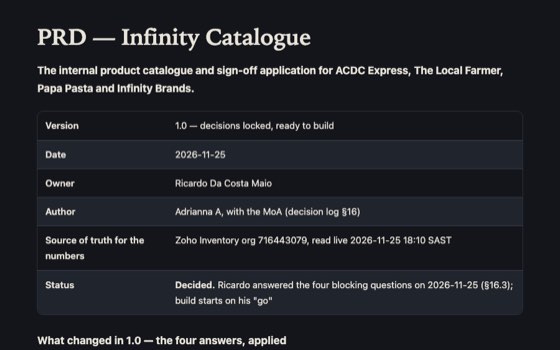 PRD — Infinity Catalogue
The internal product catalogue and sign-off application for ACDC Express, The Local Farmer,
Papa Pasta and Infinity Brands.
Version 1.0 — decisions locked, ready to build
Date 2026-11-25
Owner Ricardo Da Costa Maio
Author Adrianna A, with the MoA (decision log §16)
Source of truth for the Zoho Inventory org 716443079, read live 2026-11-25 18:10 SAST
numbers
Status Decided. Ricardo answered the four blocking questions on 2026-11-25 (§16.3);
build starts on his "go"
What changed in 1.0 — the four answers, applied